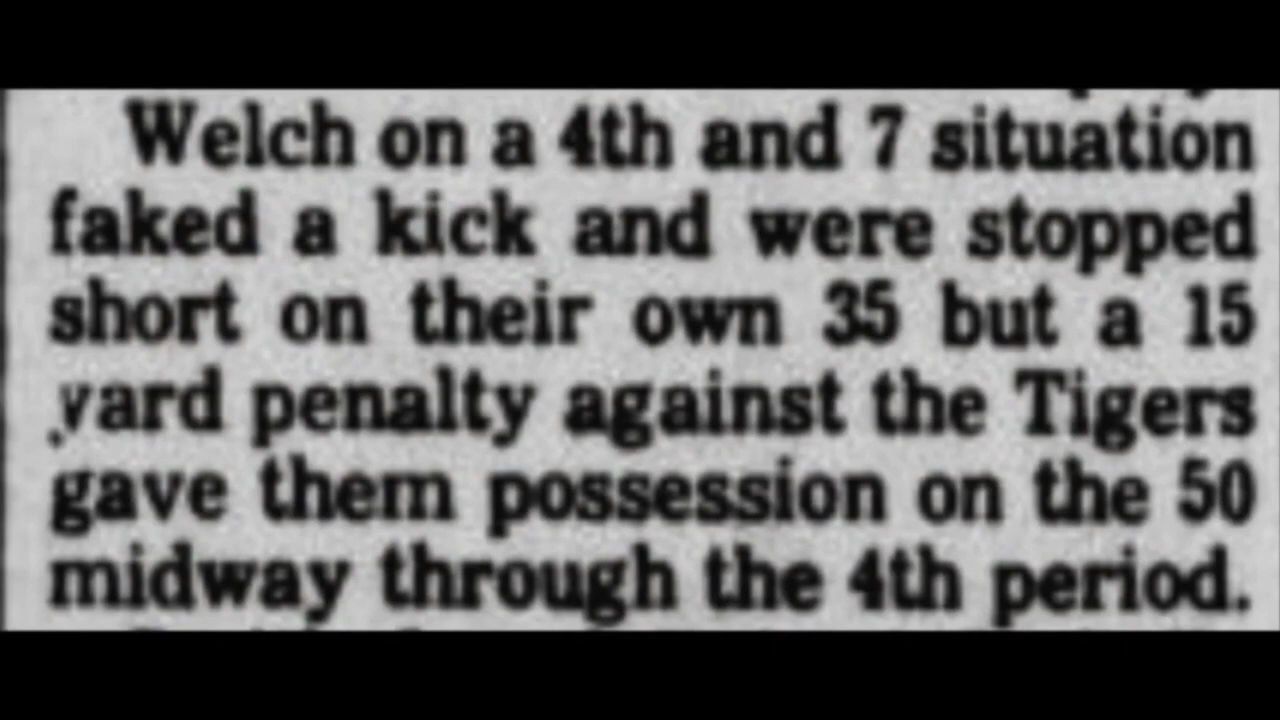 Welch on a 4th and 7 situation
faked a kick and were stopped
short on their own 35 but a 15
yard penalty against the Tigers
gave them possession on the 50
midway through the 4th period.